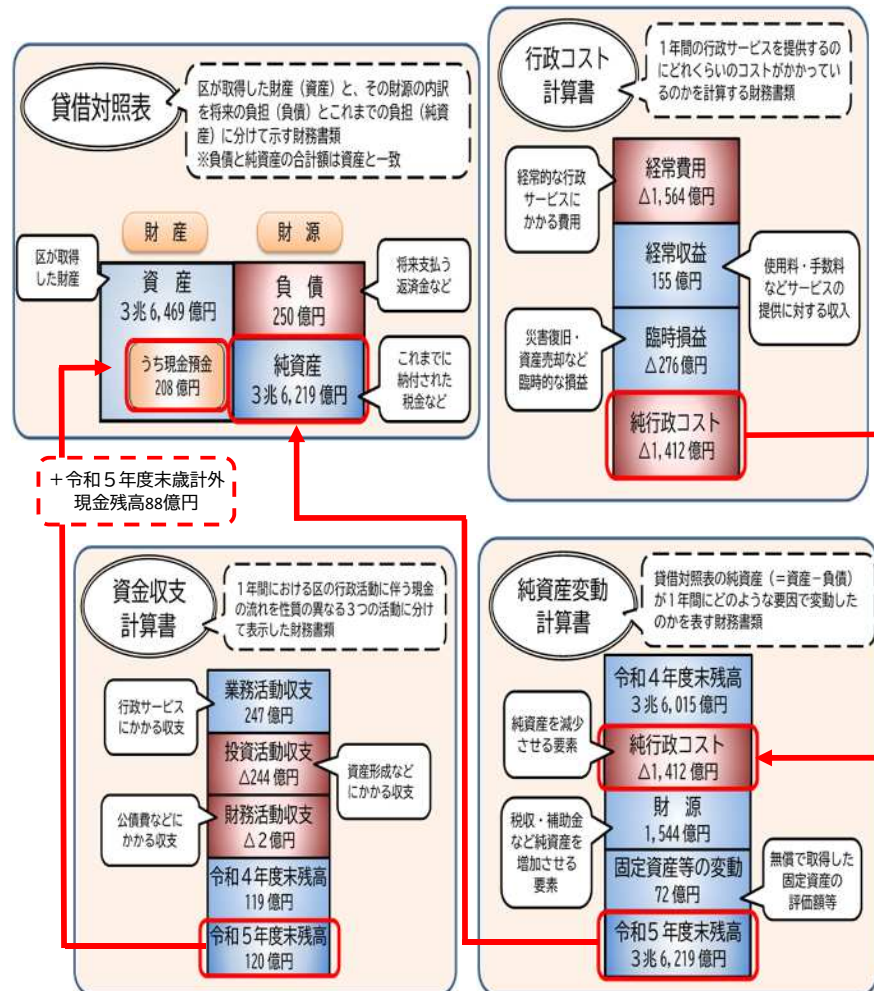 貸借対照表
区が取得した財産（資産）と、その財源の内訳
を将来の負担（負債）とこれまでの負担（純資
産）に分けて示す財務書類
※負債と純資産の合計額は資産と一致
財 産
財 源
区が取得
した財産
資 産
3兆6,469億円
うち現金預金
208億円
負 債
250億円
純資産
3兆6,219億円
将来支払う
返済金など
これまでに
納付された
税金など
＋令和５年度末歳計外
現金残高88億円
行政コスト
計算書
１年間の行政サービスを提供するの
にどれくらいのコストがかかってい
るのかを計算する財務書類
経常的な行政
サービスに
かかる費用
経常費用
△1,564億円
経常収益
155億円
使用料・手数料
などサービスの
提供に対する収入
災害復旧・
資産売却など
臨時的な損益
臨時損益
△276億円
純行政コスト
△1,412億円
資金収支
計算書
１年間における区の行政活動に伴う現金
の流れを性質の異なる３つの活動に分け
て表示した財務書類
行政サービス
にかかる収支
業務活動収支
247億円
投資活動収支
△244億円
資産形成など
にかかる収支
公債費などに
かかる収支
財務活動収支
△２億円
令和４年度末残高
119億円
令和５年度末残高
120億円
純資産変動
計算書
貸借対照表の純資産（＝資産－負債）
が１年間にどのような要因で変動した
のかを表す財務書類
令和４年度末残高
3兆6,015億円
純資産を減少
させる要素
純行政コスト
△1,412億円
税収・補助金
など純資産を
増加させる
要素
財 源
1,544億円
固定資産等の変動
72億円
無償で取得した
固定資産の
評価額等
令和５年度末残高
3兆6,219億円